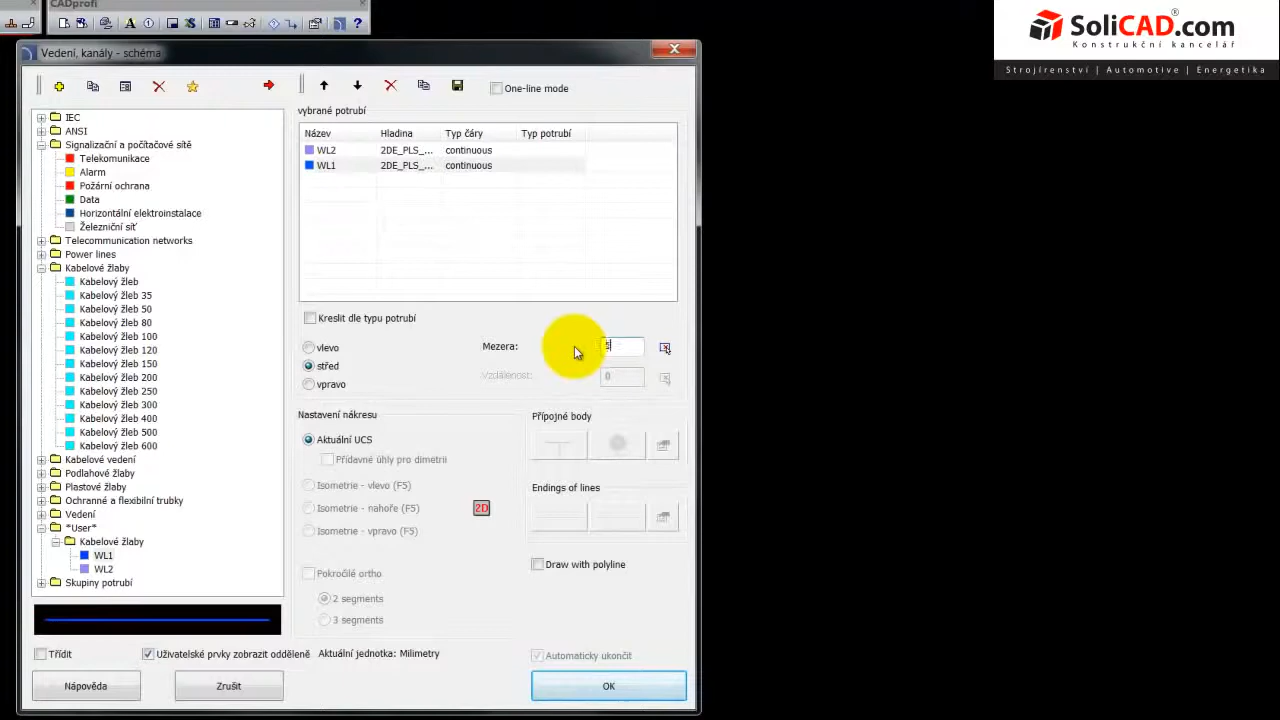 CADprofi
SoliCAD.com®
Konstrukční kancelář
Strojírenství | Automotive | Energetika
Vedení, kanály - schéma
One-line mode
IEC
ANSI
Signalizační a počítačové sítě
Telekomunikace
Alarm
Požární ochrana
Data
Horizontální elektroinstalace
Železniční síť
Telecommunication networks
Power lines
Kabelové žlaby
Kabelový žleb
Kabelový žleb 35
Kabelový žleb 50
Kabelový žleb 80
Kabelový žleb 100
Kabelový žleb 120
Kabelový žleb 150
Kabelový žleb 200
Kabelový žleb 250
Kabelový žleb 300
Kabelový žleb 400
Kabelový žleb 500
Kabelový žleb 600
Kabelové vedení
Podlahové žlaby
Plastové žlaby
Ochranné a flexibilní trubky
Vedení
*User*
Kabelové žlaby
WL1
WL2
Skupiny potrubí
vybrané potrubí
Název Hladina Typ čáry Typ potrubí
WL2 2DE_PLS_... continuous
WL1 2DE_PLS_... continuous
Kreslit dle typu potrubí
vlevo
střed
vpravo
Mezera: 5
Vzdálenost: 0
Nastavení nákresu
Aktuální UCS
Přídavné úhly pro dimetrii
Isometrie - vlevo (F5)
Isometrie - nahoře (F5)
2D
Isometrie - vpravo (F5)
Pokročilé ortho
2 segments
3 segments
Přípojné body
Endings of lines
Draw with polyline
Třídit
Uživatelské prvky zobrazit odděleně
Aktuální jednotka: Milimetry
Automaticky ukončit
Nápověda
Zrušit
OK